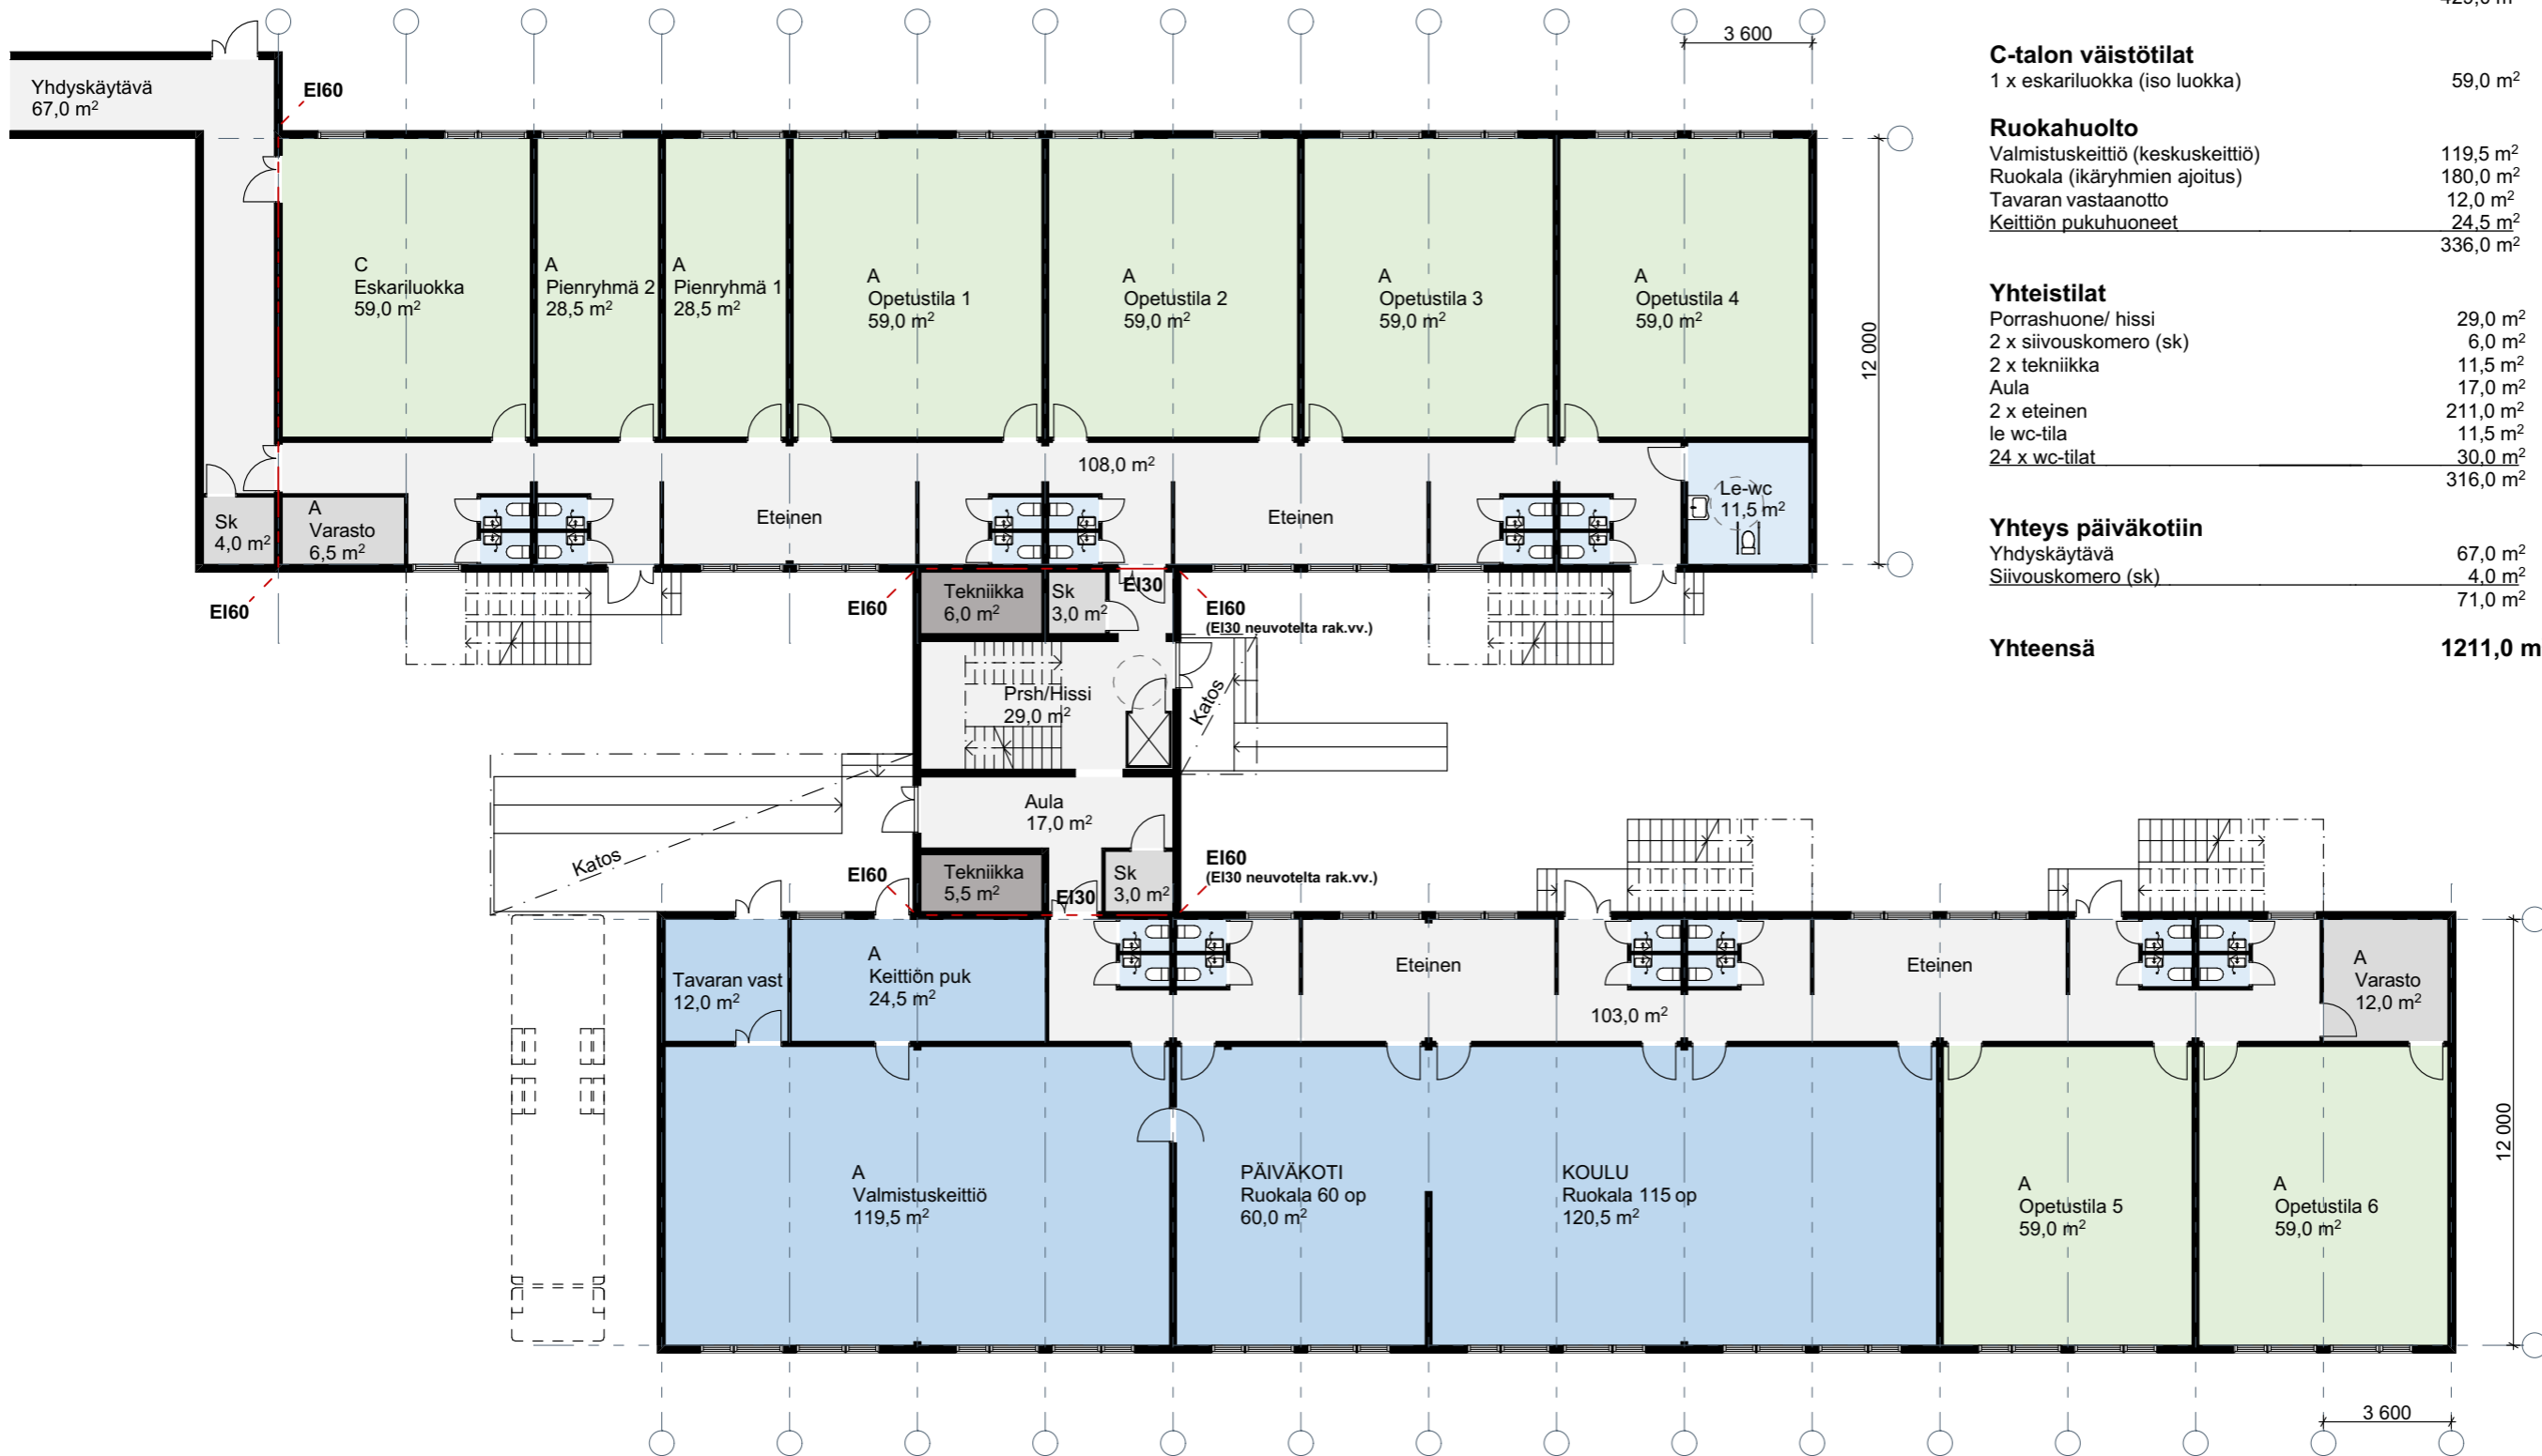 3 600
Yhdyskäytävä
67,0 m²
EI60
C
Eskariluokka
59,0 m²
A
Pienryhmä 2
28,5 m²
A
Pienryhmä 1
28,5 m²
A
Opetustila 1
59,0 m²
A
Opetustila 2
59,0 m²
A
Opetustila 3
59,0 m²
A
Opetustila 4
59,0 m²
12 000
108,0 m²
Sk
4,0 m²
A
Varasto
6,5 m²
Eteinen
Eteinen
Le-wc
11,5 m²
EI60
EI60
Tekniikka
6,0 m²
Sk
3,0 m²
EI30
EI60
(EI30 neuvotelta rak.vv.)
Prsh/Hissi
29,0 m²
Katos
Aula
17,0 m²
Katos
EI60
Tekniikka
5,5 m²
EI30
Sk
3,0 m²
EI60
(EI30 neuvotelta rak.vv.)
Tavaran vast
12,0 m²
A
Keittiön puk
24,5 m²
Eteinen
Eteinen
103,0 m²
A
Varasto
12,0 m²
A
Valmistuskeittiö
119,5 m²
PÄIVÄKOTI
Ruokala 60 op
60,0 m²
KOULU
Ruokala 115 op
120,5 m²
A
Opetustila 5
59,0 m²
A
Opetustila 6
59,0 m²
12 000
3 600
C-talon väistötilat
1 x eskariluokka (iso luokka) 59,0 m²
Ruokahuolto
Valmistuskeittiö (keskuskeittiö) 119,5 m²
Ruokala (ikäryhmien ajoitus) 180,0 m²
Tavaran vastaanotto 12,0 m²
Keittiön pukuhuoneet 24,5 m²
336,0 m²
Yhteistilat
Porrashuone/ hissi 29,0 m²
2 x siivouskomero (sk) 6,0 m²
2 x tekniikka 11,5 m²
Aula 17,0 m²
2 x eteinen 211,0 m²
le wc-tila 11,5 m²
24 x wc-tilat 30,0 m²
316,0 m²
Yhteys päiväkotiin
Yhdyskäytävä 67,0 m²
Siivouskomero (sk) 4,0 m²
71,0 m²
Yhteensä 1211,0 m